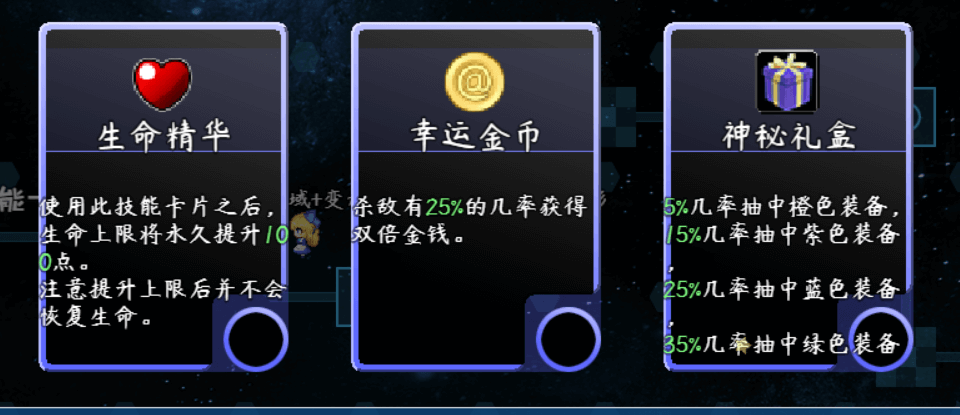 生命精华
使用此技能卡片之后，
生命上限将永久提升10
0点。
注意提升上限后并不会
恢复生命。
能
域+变
幸运金币
杀敌有25%的几率获得
双倍金钱。
神秘礼盒
5%几率抽中橙色装备，
15%几率抽中紫色装备
，
25%几率抽中蓝色装备
，
35%几率抽中绿色装备